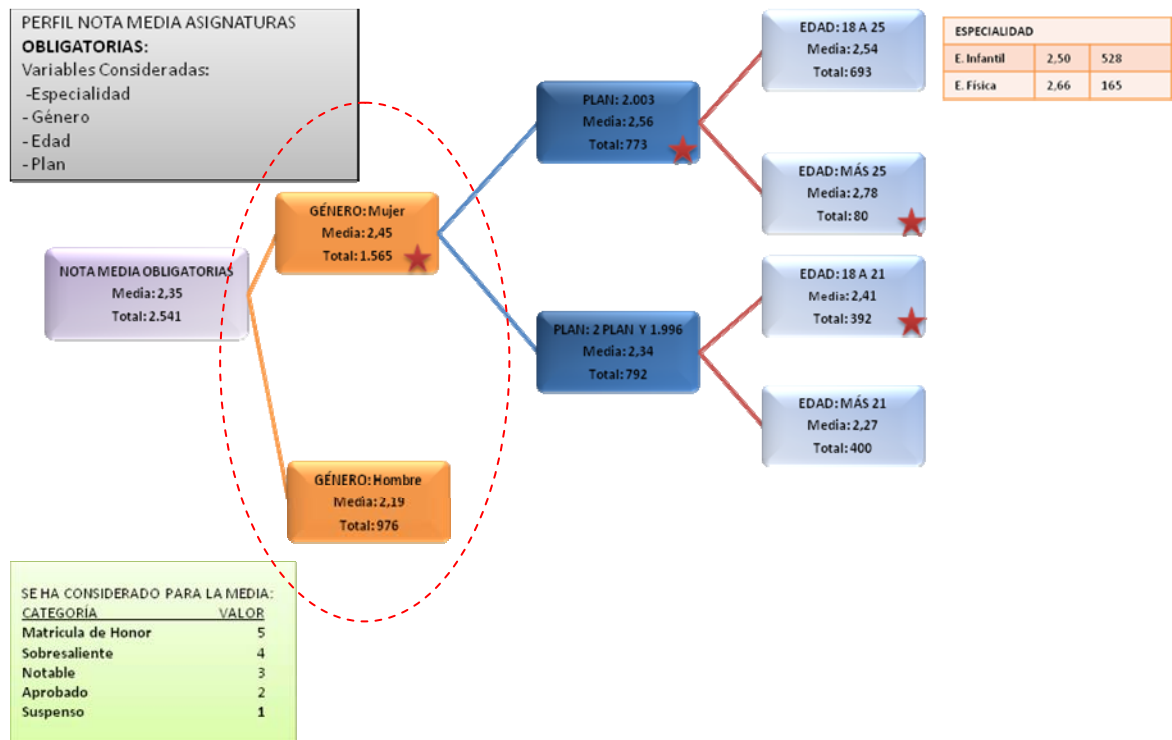 PERFIL NOTA MEDIA ASIGNATURAS
OBLIGATORIAS:
Variables Consideradas:
-Especialidad
- Género
- Edad
- Plan
NOTA MEDIA OBLIGATORIAS
Media: 2,35
Total: 2.541
GÉNERO: Mujer
Media: 2,45
Total: 1.565
GÉNERO: Hombre
Media: 2,19
Total: 976
PLAN: 2.003
Media: 2,56
Total: 773
PLAN: 2 PLAN Y 1.996
Media: 2,34
Total: 792
EDAD: 18 A 25
Media: 2,54
Total: 693
EDAD: MÁS 25
Media: 2,78
Total: 80
EDAD: 18 A 21
Media: 2,41
Total: 392
EDAD: MÁS 21
Media: 2,27
Total: 400
ESPECIALIDAD
E. Infantil 2,50 528
E. Física 2,66 165
SE HA CONSIDERADO PARA LA MEDIA:
CATEGORÍA VALOR
Matricula de Honor 5
Sobresaliente 4
Notable 3
Aprobado 2
Suspenso 1